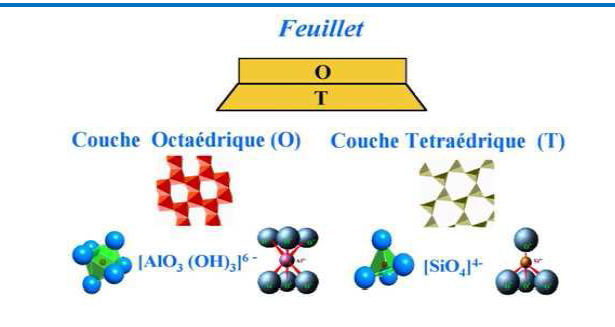 Feuillet
O
T
Couche Octaédrique (O)
Couche Tetraédrique (T)
[AlO₃ (OH)₃]⁶⁻
[SiO₄]⁴⁻